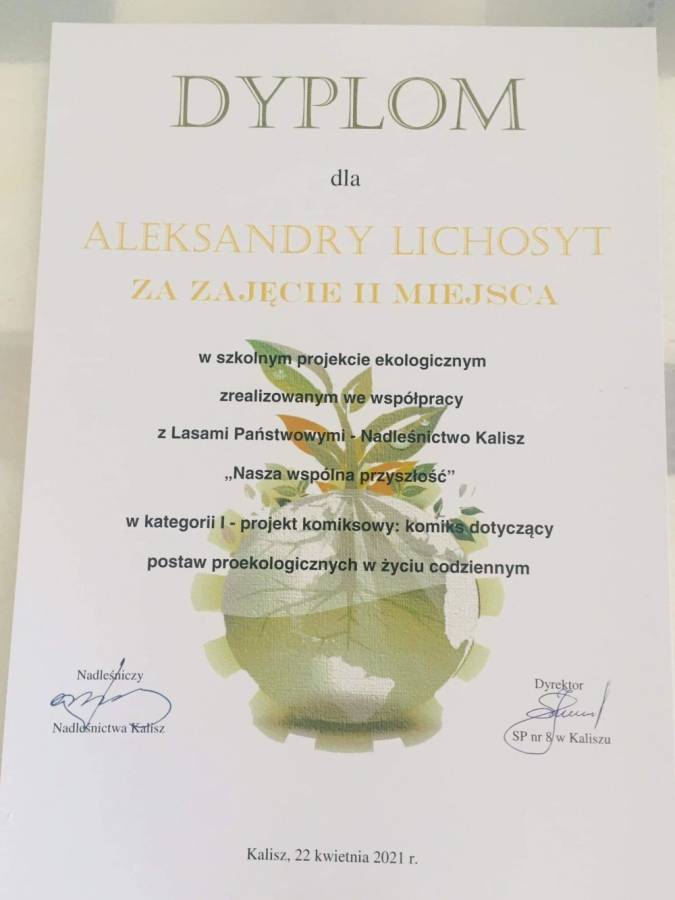 DYPLOM
dla
ALEKSANDRY LICHOSYT
ZA ZAJĘCIE II MIEJSCA
w szkolnym projekcie ekologicznym
zrealizowanym we współpracy
z Lasami Państwowymi - Nadleśnictwo Kalisz
„Nasza wspólna przyszłość”
w kategorii I - projekt komiksowy: komiks dotyczący
postaw proekologicznych w życiu codziennym
Nadleśniczy
Nadleśnictwa Kalisz
Dyrektor
SP nr 8 w Kaliszu
Kalisz, 22 kwietnia 2021 r.